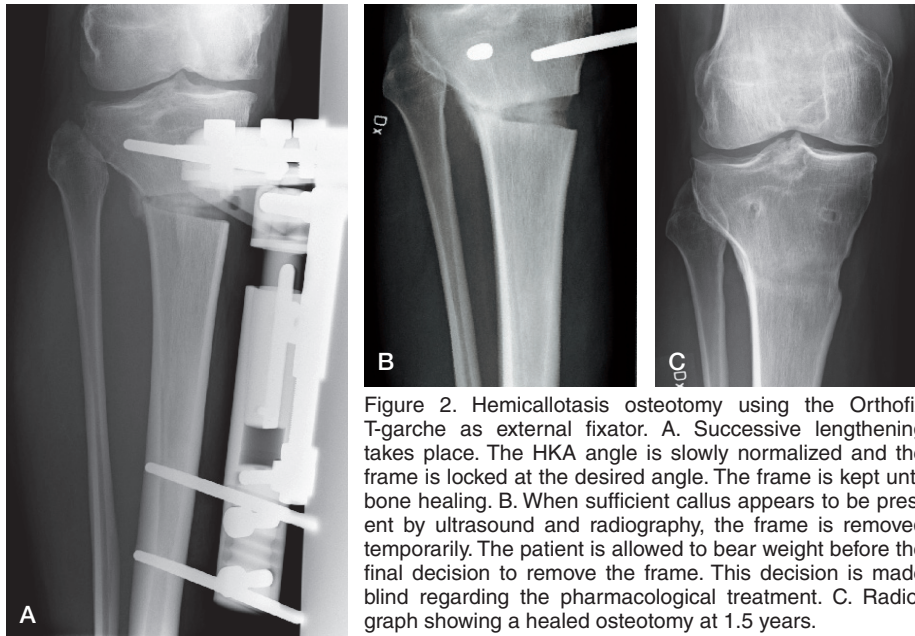 A
Dx
B
C
Dx
Figure 2. Hemicallotasis osteotomy using the Orthofi
T-garche as external fixator. A. Successive lengthening
takes place. The HKA angle is slowly normalized and the
frame is locked at the desired angle. The frame is kept unt
bone healing. B. When sufficient callus appears to be pres
ent by ultrasound and radiography, the frame is removed
temporarily. The patient is allowed to bear weight before the
final decision to remove the frame. This decision is made
blind regarding the pharmacological treatment. C. Radio
graph showing a healed osteotomy at 1.5 years.